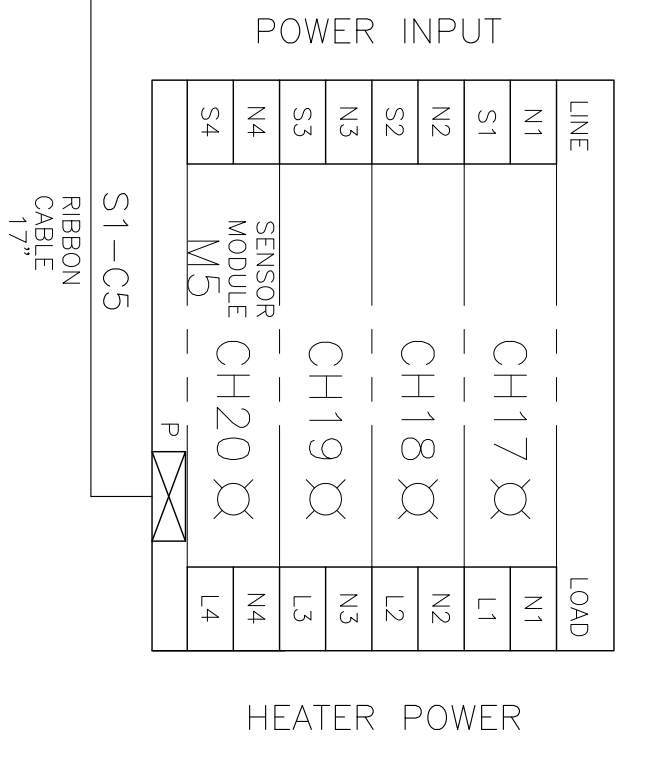 POWER INPUT
LINE
N1
S1
N2
S2
N3
S3
N4
S4
SENSOR
MODULE
M5
CH17
CH18
CH19
CH20
P
S1-C5
RIBBON
CABLE
17"
LOAD
N1
L1
N2
L2
N3
L3
N4
L4
HEATER POWER